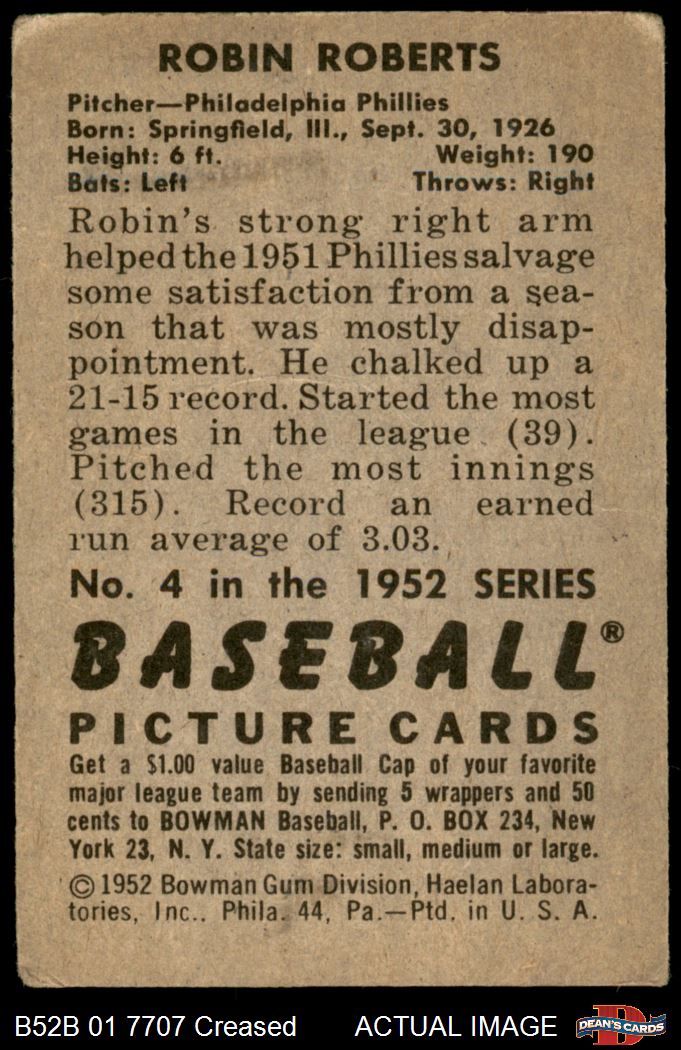 ROBIN ROBERTS
Pitcher—Philadelphia Phillies
Born: Springfield, Ill., Sept. 30, 1926
Height: 6 ft. Weight: 190
Bats: Left Throws: Right
Robin's strong right arm
helped the 1951 Phillies salvage
some satisfaction from a sea-
son that was mostly disap-
pointment. He chalked up a
21-15 record. Started the most
games in the league (39).
Pitched the most innings
(315). Record an earned
run average of 3.03.
No. 4 in the 1952 SERIES
BASEBALL®
PICTURE CARDS
Get a $1.00 value Baseball Cap of your favorite
major league team by sending 5 wrappers and 50
cents to BOWMAN Baseball, P. O. BOX 234, New
York 23, N. Y. State size: small, medium or large.
© 1952 Bowman Gum Division, Haelan Labora-
tories, Inc.. Phila. 44, Pa.—Ptd. in U. S. A.
B52B 01 7707 Creased ACTUAL IMAGE D DEAN'S CARDS